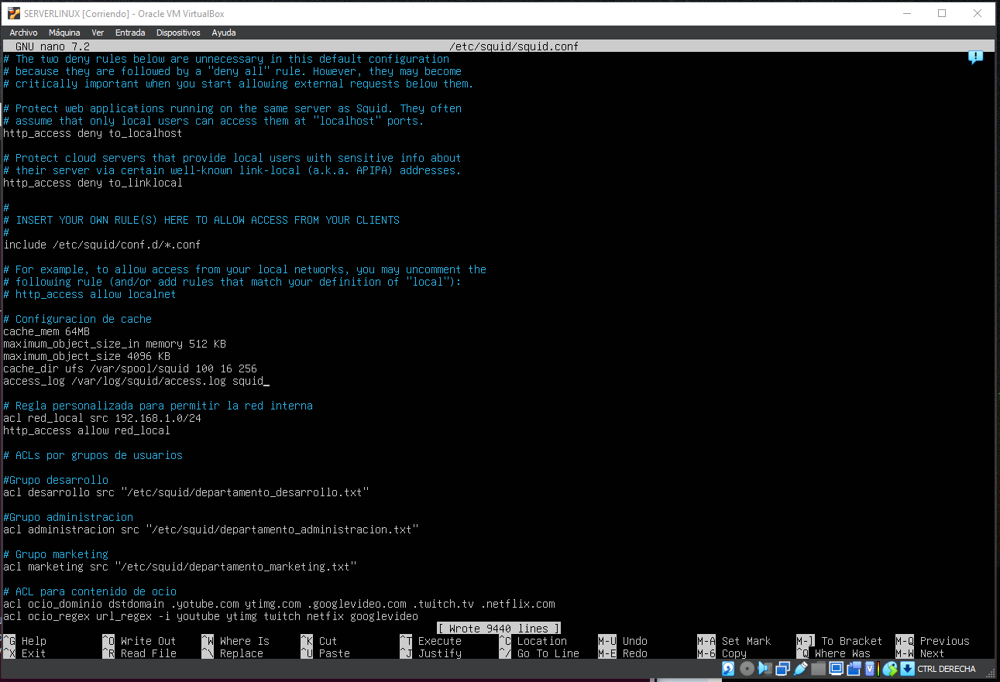 SERVERLINUX [Corriendo] - Oracle VM VirtualBox
Archivo Máquina Ver Entrada Dispositivos Ayuda
GNU nano 7.2 /etc/squid/squid.conf
# The two deny rules below are unnecessary in this default configuration
# because they are followed by a "deny all" rule. However, they may become
# critically important when you start allowing external requests below them.
# Protect web applications running on the same server as Squid. They often
# assume that only local users can access them at "localhost" ports.
http_access deny to_localhost
# Protect cloud servers that provide local users with sensitive info about
# their server via certain well-known link-local (a.k.a. APIPA) addresses.
http_access deny to_linklocal
#
# INSERT YOUR OWN RULE(S) HERE TO ALLOW ACCESS FROM YOUR CLIENTS
#
include /etc/squid/conf.d/*.conf
# For example, to allow access from your local networks, you may uncomment the
# following rule (and/or add rules that match your definition of "local"):
# http_access allow localnet
# Configuracion de cache
cache_mem 64MB
maximum_object_size_in memory 512 KB
maximum_object_size 4096 KB
cache_dir ufs /var/spool/squid 100 16 256
access_log /var/log/squid/access.log squid_
# Regla personalizada para permitir la red interna
acl red_local src 192.168.1.0/24
http_access allow red_local
# ACLs por grupos de usuarios
#Grupo desarrollo
acl desarrollo src "/etc/squid/departamento_desarrollo.txt"
#Grupo administracion
acl administracion src "/etc/squid/departamento_administracion.txt"
# Grupo marketing
acl marketing src "/etc/squid/departamento_marketing.txt"
# ACL para contenido de ocio
acl ocio_dominio dstdomain .yotube.com ytimg.com .googlevideo.com .twitch.tv .netflix.com
acl ocio_regex url_regex -i youtube ytimg twitch netfix googlevideo
[ Wrote 9440 lines ]
^G Help ^O Write Out ^W Where Is ^K Cut ^T Execute ^C Location M-U Undo M-A Set Mark M-] To Bracket M-Q Previous
^X Exit ^R Read File ^\ Replace ^U Paste ^J Justify ^/ Go To Line M-E Redo M-6 Copy ^Q Where Was M-W Next
CTRL DERECHA